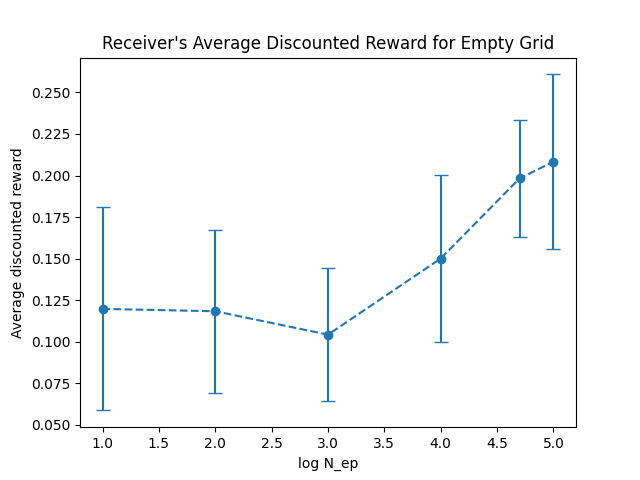 Receiver's Average Discounted Reward for Empty Grid
Average discounted reward
0.250
0.225
0.200
0.175
0.150
0.125
0.100
0.075
0.050
1.0 1.5 2.0 2.5 3.0 3.5 4.0 4.5 5.0
log N_ep